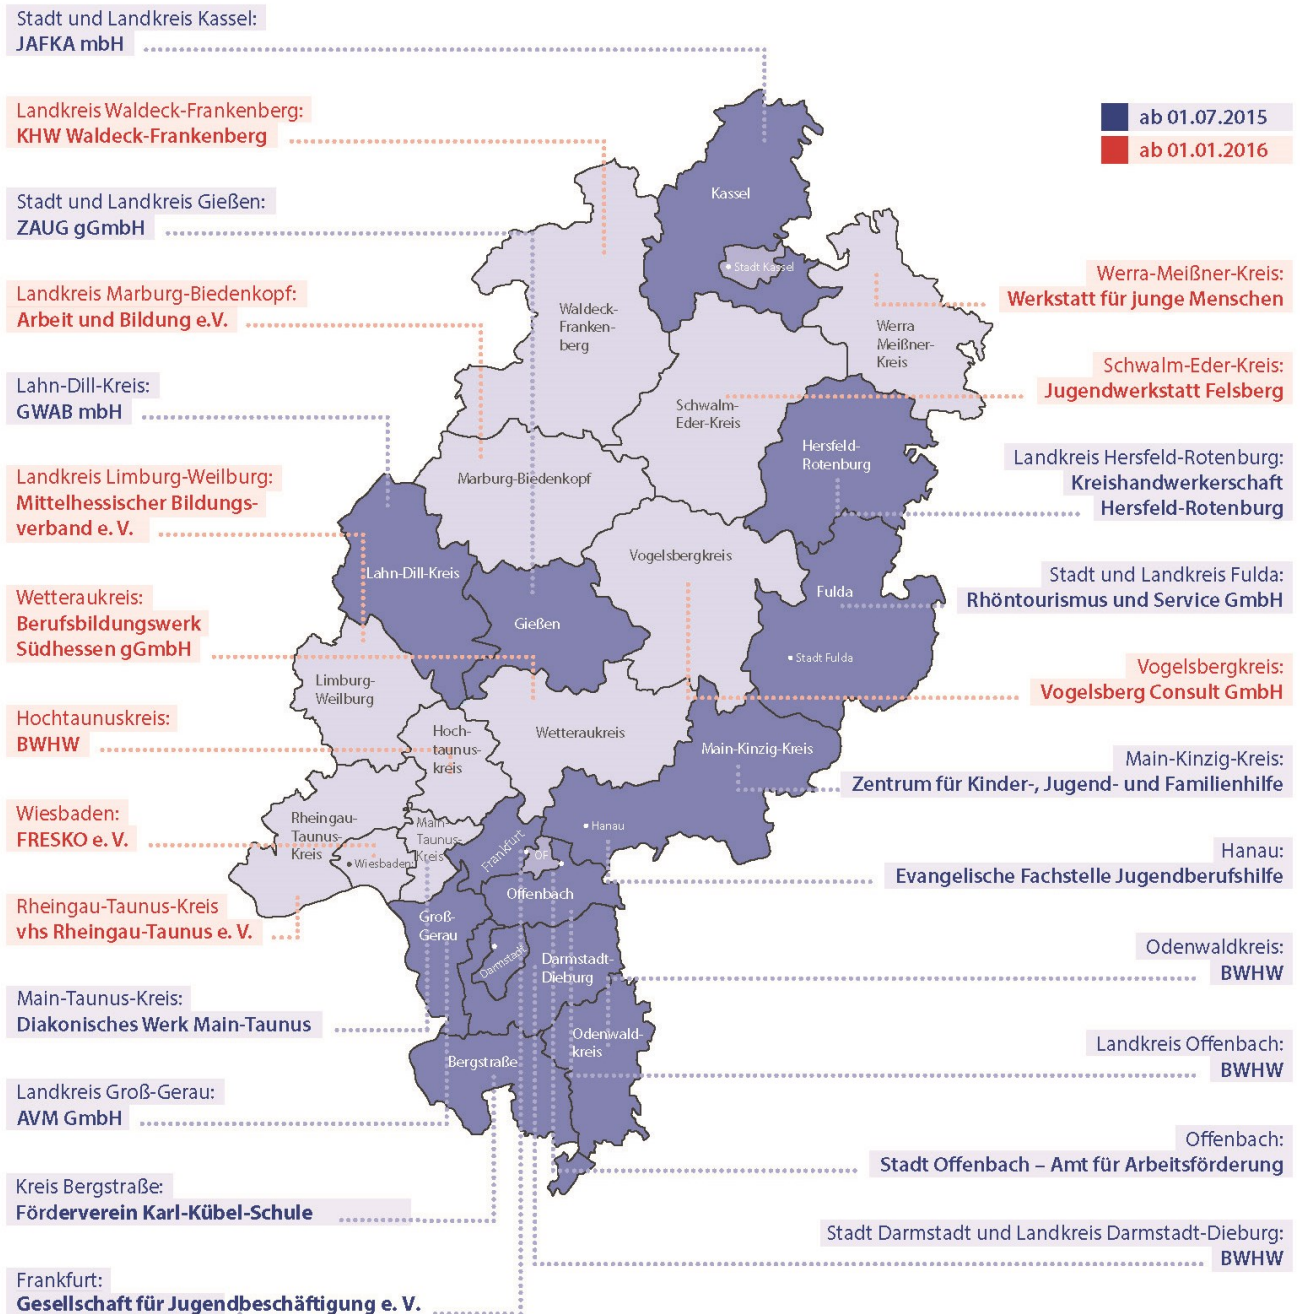 Stadt und Landkreis Kassel:
JAFKA mbH
Landkreis Waldeck-Frankenberg:
KHW Waldeck-Frankenberg
Stadt und Landkreis Gießen:
ZAUG gGmbH
Landkreis Marburg-Biedenkopf:
Arbeit und Bildung e.V.
Lahn-Dill-Kreis:
GWAB mbH
Landkreis Limburg-Weilburg:
Mittelhessischer Bildungs-
verband e. V.
Wetteraukreis:
Berufsbildungswerk
Südhessen gGmbH
Hochtaunuskreis:
BWHW
Wiesbaden:
FRESKO e. V.
Rheingau-Taunus-Kreis
vhs Rheingau-Taunus e. V.
Main-Taunus-Kreis:
Diakonisches Werk Main-Taunus
Landkreis Groß-Gerau:
AVM GmbH
Kreis Bergstraße:
Förderverein Karl-Kübel-Schule
Frankfurt:
Gesellschaft für Jugendbeschäftigung e. V.
Kassel
Stadt Kassel
Waldeck-
Franken-
berg
Werra
Meißner-
Kreis
Schwalm-
Eder-Kreis
Hersfeld-
Rotenburg
Marburg-Biedenkopf
Vogelsbergkreis
Lahn-Dill-Kreis
Gießen
Fulda
Stadt Fulda
Limburg-
Weilburg
Hoch-
taunus-
kreis
Wetteraukreis
Main-Kinzig-Kreis
Hanau
Rheingau-
Taunus-
Kreis
Main-
Taunus-
Kreis
Wiesbaden
Frankfurt
OF
Offenbach
Groß-
Gerau
Darmstadt
Darmstadt-
Dieburg
Odenwald-
kreis
Bergstraße
ab 01.07.2015
ab 01.01.2016
Werra-Meißner-Kreis:
Werkstatt für junge Menschen
Schwalm-Eder-Kreis:
Jugendwerkstatt Felsberg
Landkreis Hersfeld-Rotenburg:
Kreishandwerkerschaft
Hersfeld-Rotenburg
Stadt und Landkreis Fulda:
Rhöntourismus und Service GmbH
Vogelsbergkreis:
Vogelsberg Consult GmbH
Main-Kinzig-Kreis:
Zentrum für Kinder-, Jugend- und Familienhilfe
Hanau:
Evangelische Fachstelle Jugendberufshilfe
Odenwaldkreis:
BWHW
Landkreis Offenbach:
BWHW
Offenbach:
Stadt Offenbach – Amt für Arbeitsförderung
Stadt Darmstadt und Landkreis Darmstadt-Dieburg:
BWHW